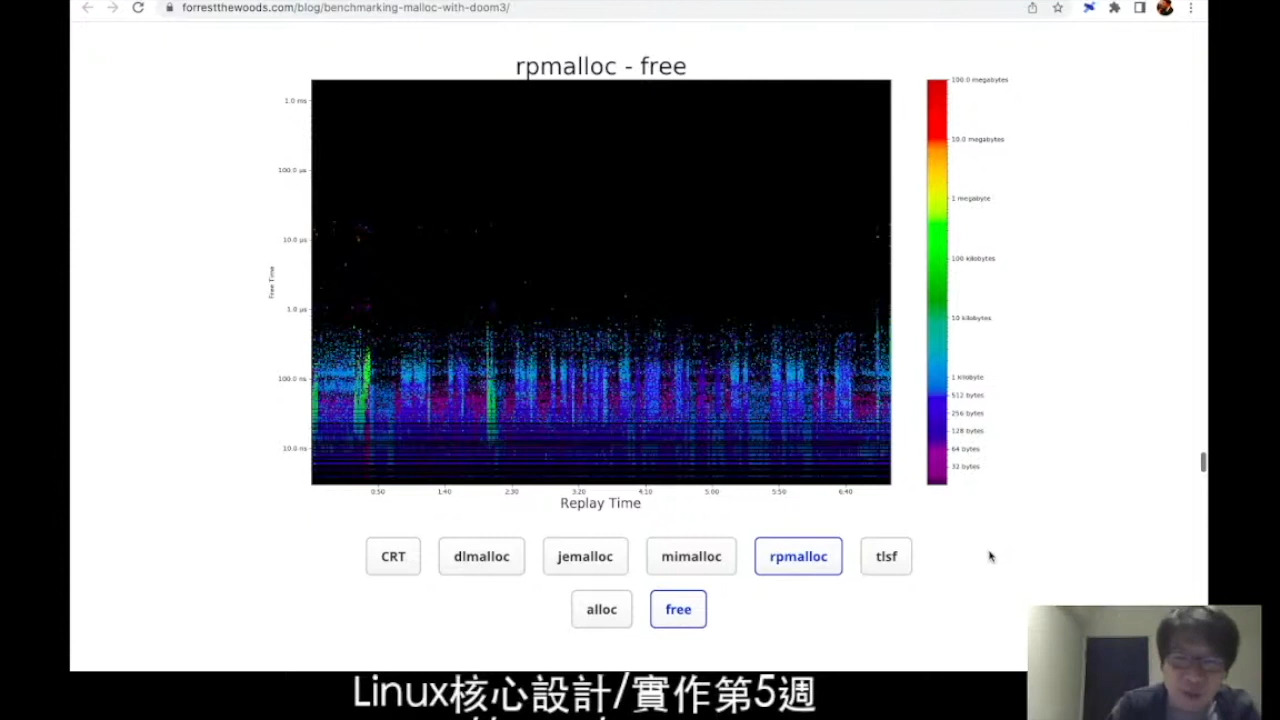 forrestthewoods.com/blog/benchmarking-malloc-with-doom3/
rpmalloc - free
1.0 ms
100.0 µs
10.0 µs
1.0 µs
100.0 ns
10.0 ns
Free Time
0:50 1:40 2:30 3:20 4:10 5:00 5:50 6:40
Replay Time
100.0 megabytes
10.0 megabytes
1 megabyte
100 kilobytes
10 kilobytes
1 kilobyte
512 bytes
256 bytes
128 bytes
64 bytes
32 bytes
CRT dlmalloc jemalloc mimalloc rpmalloc tlsf
alloc free
Linux核心設計/實作第5週